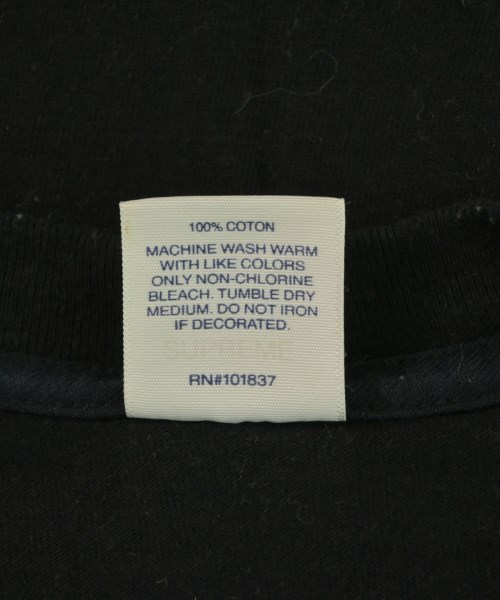 100% COTON
MACHINE WASH WARM
WITH LIKE COLORS
ONLY NON-CHLORINE
BLEACH. TUMBLE DRY
MEDIUM. DO NOT IRON
IF DECORATED.
SUPREME
RN#101837